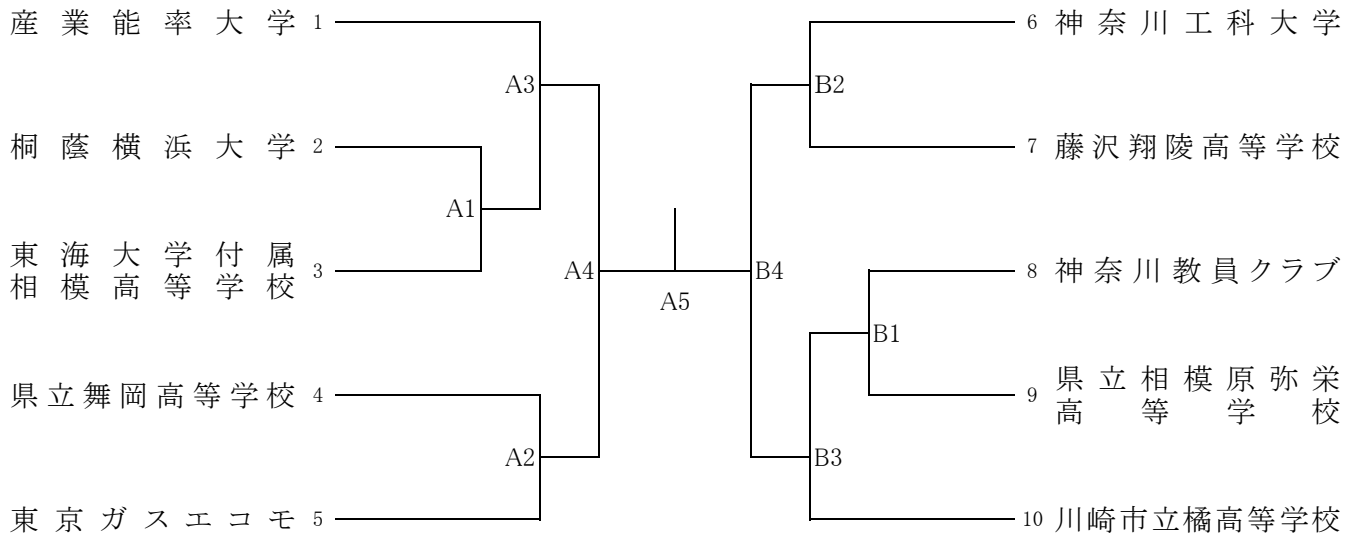 産業能率大学 1
A3
桐蔭横浜大学 2
A1
東海大学付属
相模高等学校 3
A4
県立舞岡高等学校 4
A2
東京ガスエコモ 5
A5
6 神奈川工科大学
B2
7 藤沢翔陵高等学校
B4
8 神奈川教員クラブ
B1
9 県立相模原弥栄
高等学校
B3
10 川崎市立橘高等学校